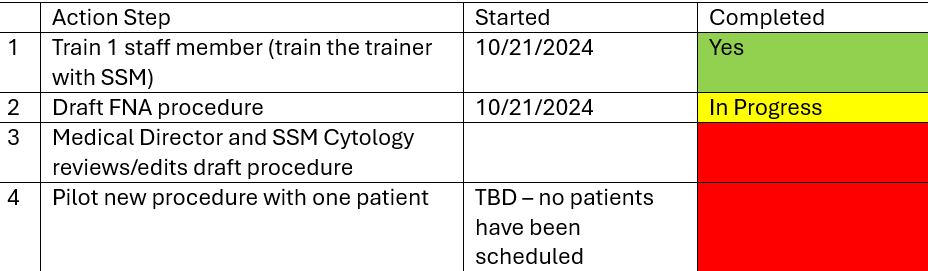 Action Step Started Completed
1 Train 1 staff member (train the trainer 10/21/2024 Yes
with SSM)
2 Draft FNA procedure 10/21/2024 In Progress
3 Medical Director and SSM Cytology
reviews/edits draft procedure
4 Pilot new procedure with one patient TBD – no patients
have been
scheduled